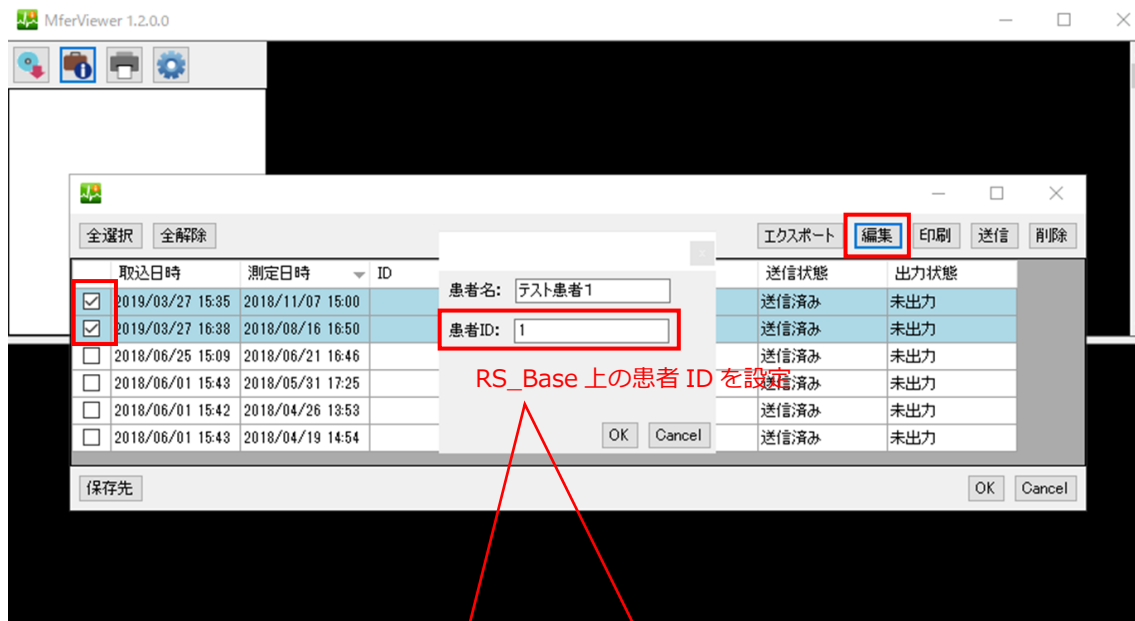 MferViewer 1.2.0.0
全選択 全解除 エクスポート 編集 印刷 送信 削除
取込日時 測定日時 ID 送信状態 出力状態
2019/03/27 15:35 2018/11/07 15:00 送信済み 未出力
2019/03/27 16:38 2018/08/16 16:50 送信済み 未出力
2018/06/25 15:09 2018/06/21 16:46 送信済み 未出力
2018/06/01 15:43 2018/05/31 17:25 送信済み 未出力
2018/06/01 15:42 2018/04/26 13:53 送信済み 未出力
2018/06/01 15:43 2018/04/19 14:54 送信済み 未出力
患者名: テスト患者1
患者ID: 1
RS_Base 上の患者 ID を設定
OK Cancel
保存先 OK Cancel